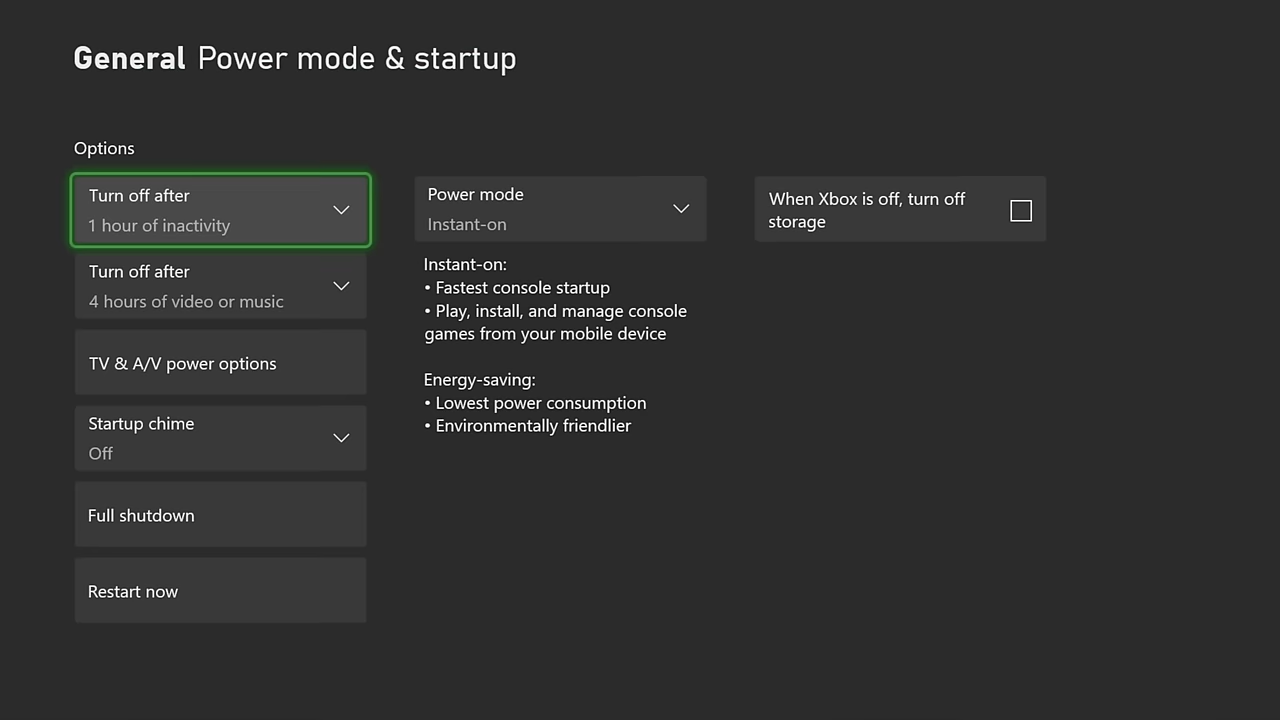 General Power mode & startup
Options
Turn off after
1 hour of inactivity
Turn off after
4 hours of video or music
TV & A/V power options
Startup chime
Off
Full shutdown
Restart now
Power mode
Instant-on
Instant-on:
• Fastest console startup
• Play, install, and manage console
games from your mobile device
Energy-saving:
• Lowest power consumption
• Environmentally friendlier
When Xbox is off, turn off
storage